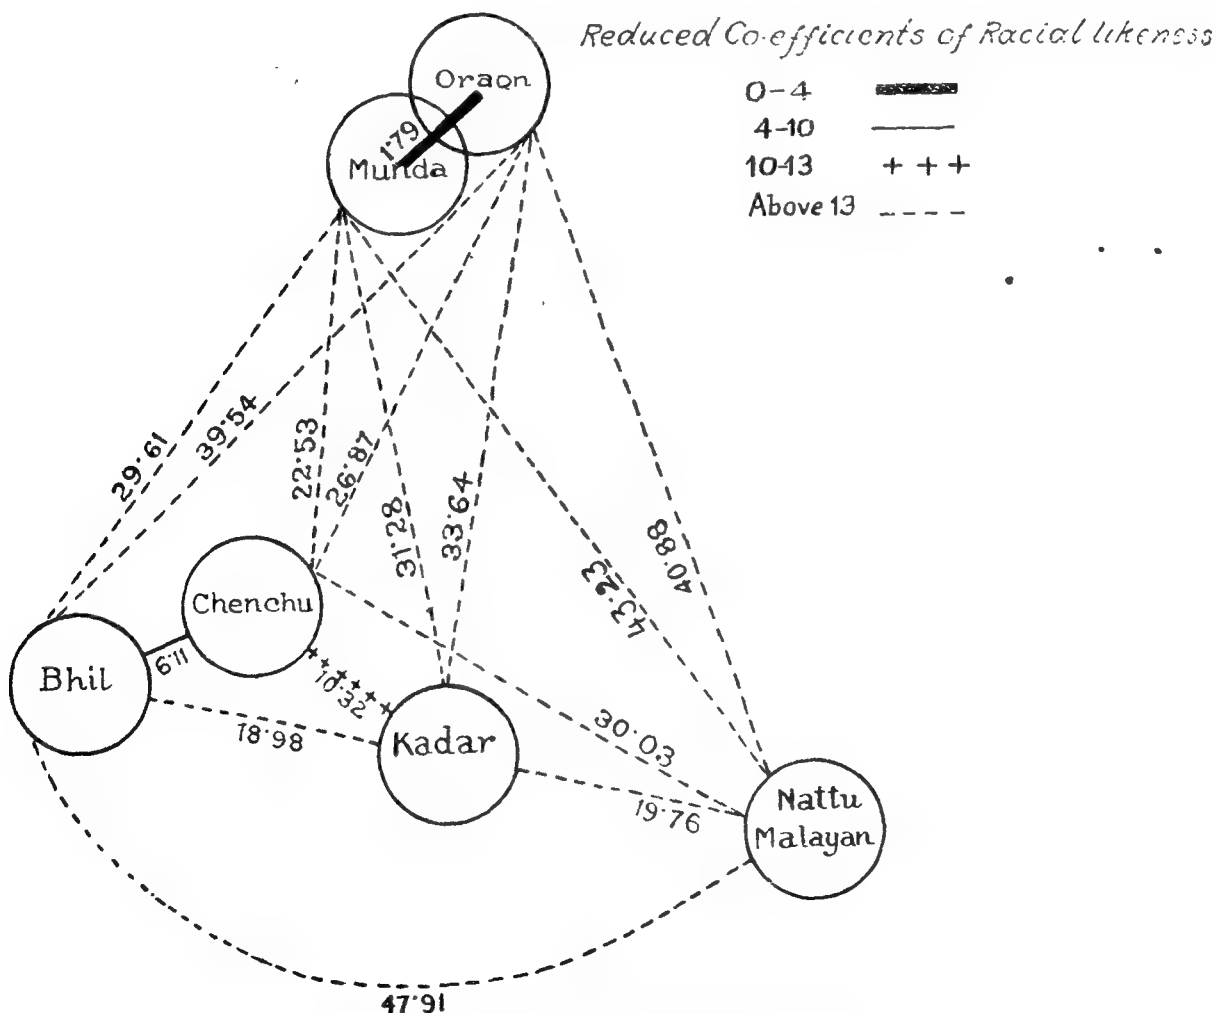 Reduced Co-efficients of Racial likeness
0-4
4-10
10-13 + + +
Above 13 ----
Oraon
1.79
Munda
29.61
39.54
22.53
26.87
31.28
33.64
43.23
40.88
Chenchu
Bhil
6.11
10.32
18.98
Kadar
30.03
19.76
Nattu
Malayan
47.91